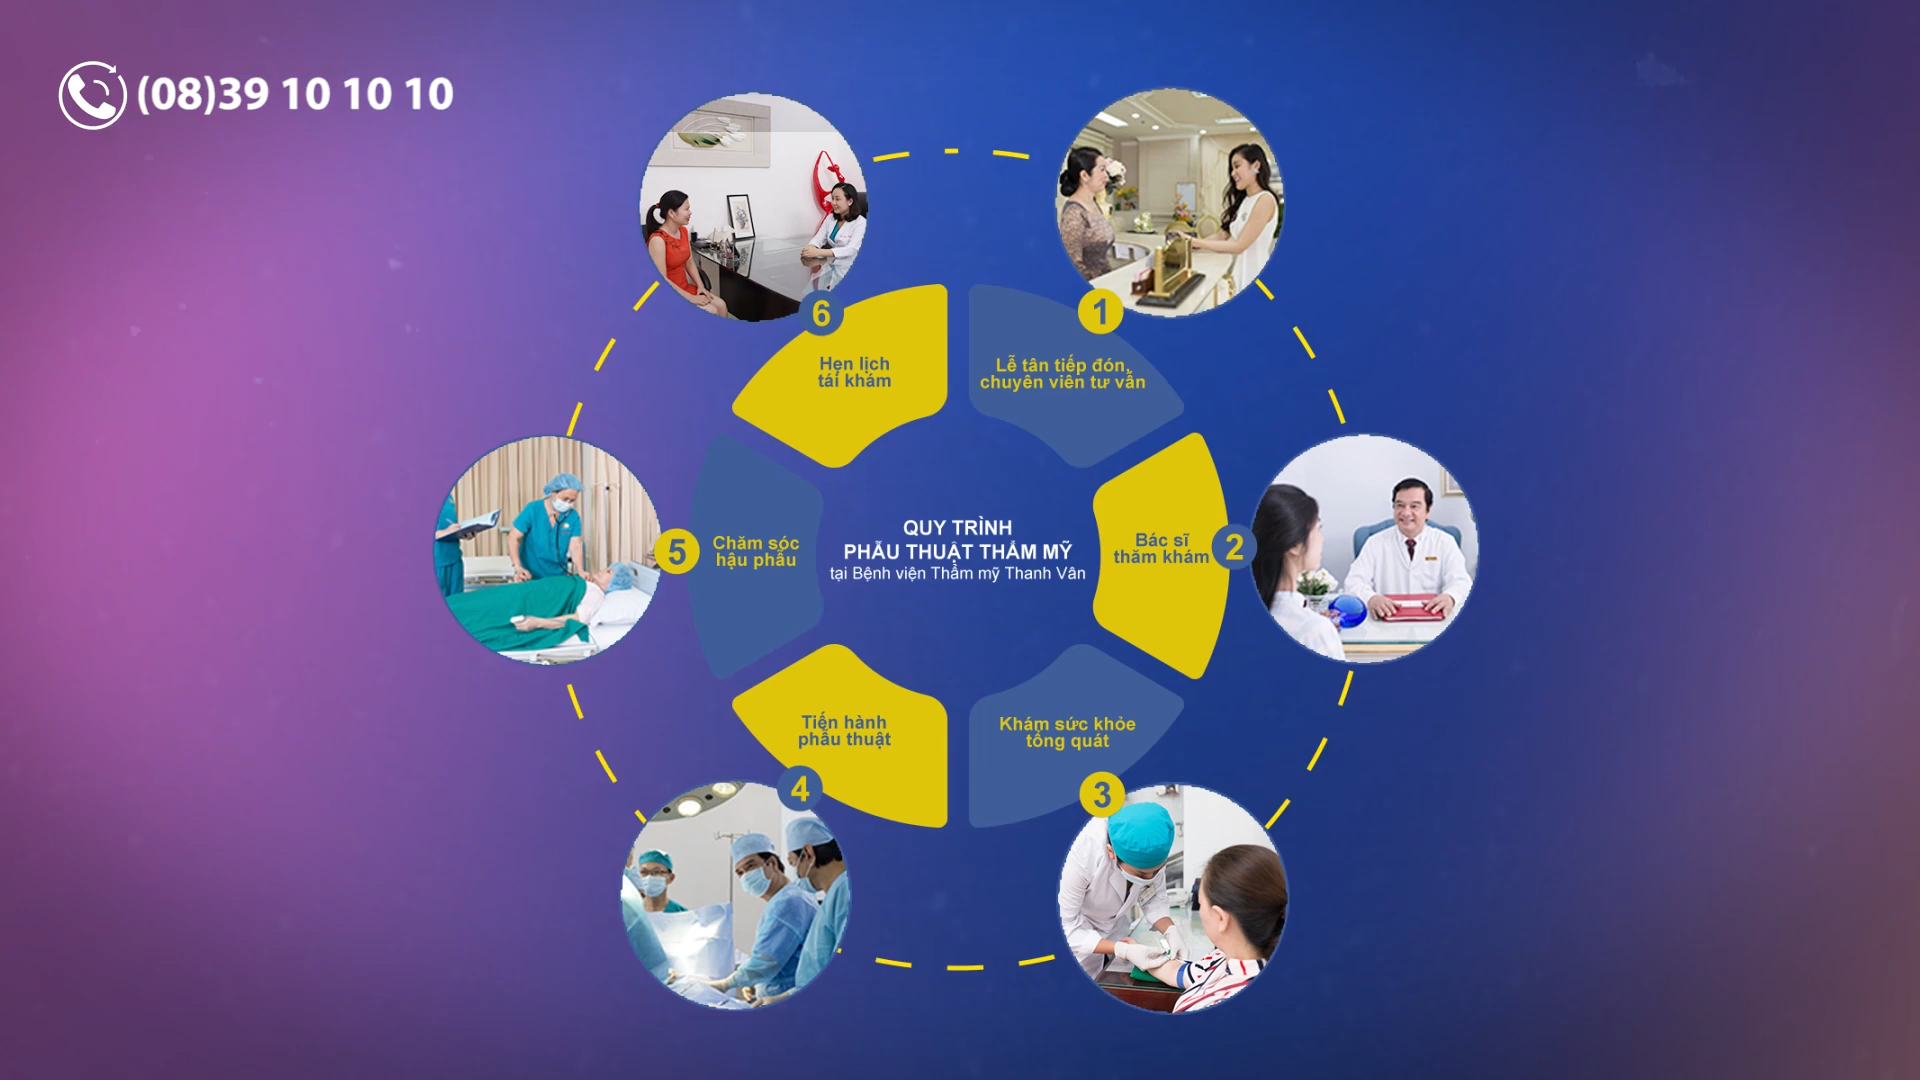 (08)39 10 10 10
QUY TRÌNH
PHẪU THUẬT THẨM MỸ
tại Bệnh viện Thẩm mỹ Thanh Vân
1
Lễ tân tiếp đón,
chuyên viên tư vấn
2
Bác sĩ
thăm khám
3
Khám sức khỏe
tổng quát
4
Tiến hành
phẫu thuật
5
Chăm sóc
hậu phẫu
6
Hẹn lịch
tái khám